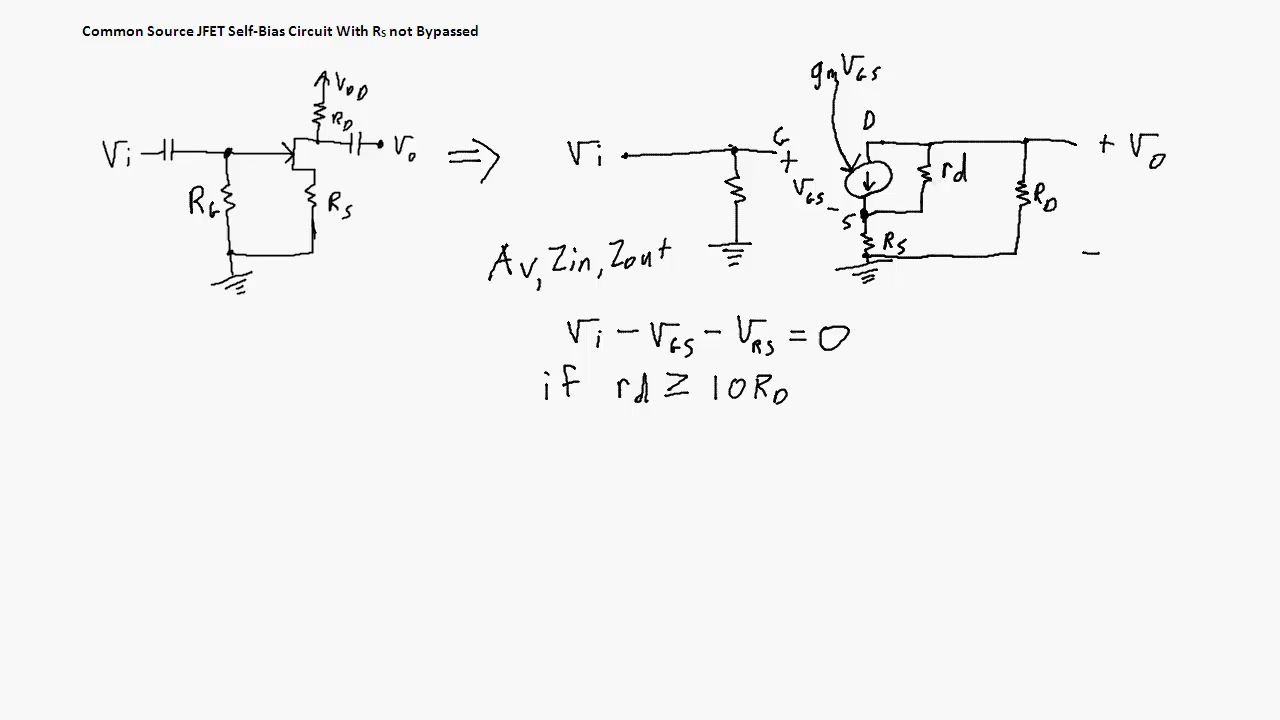 Common Source JFET Self-Bias Circuit With RS not Bypassed
VDD
RD
Vi
Vo
RG
RS
⇒
Vi
G
+
VGS
-
S
gmVGS
D
rd
RD
RS
+ Vo
-
Av, Zin, Zout
Vi - VGS - VRS = 0
if rd ≥ 10RD